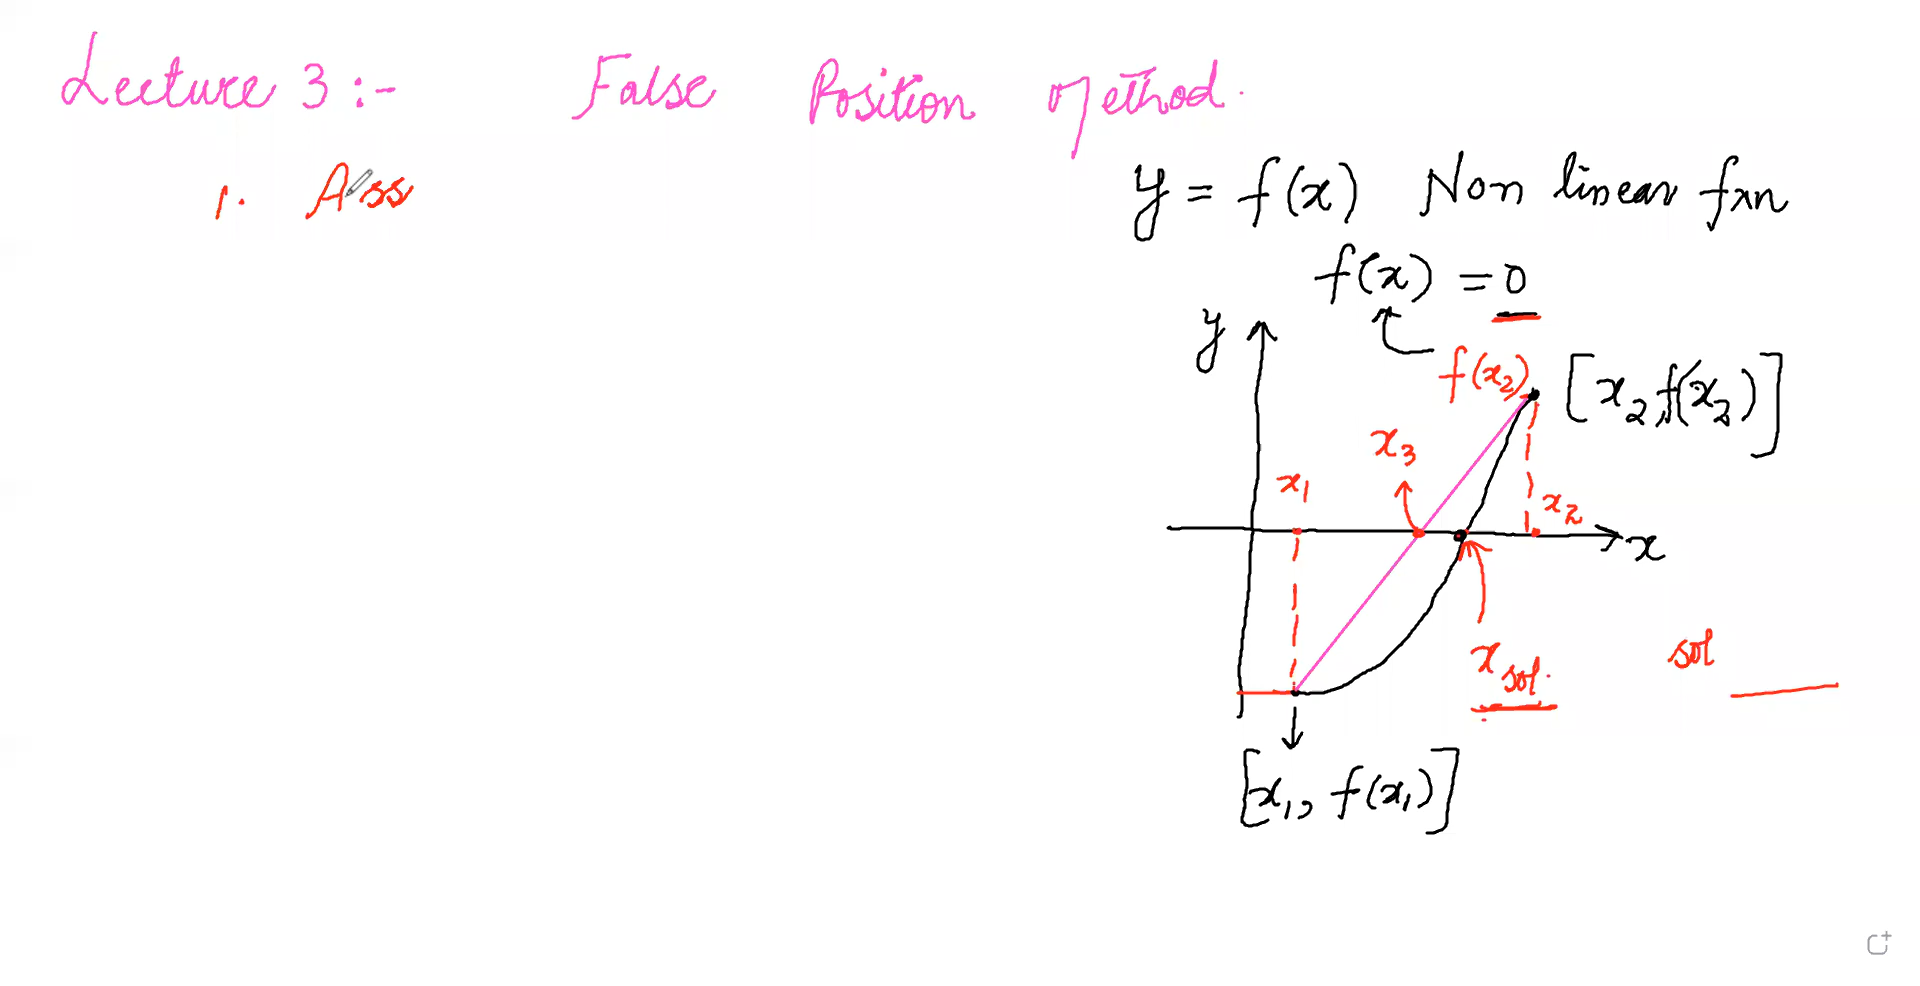 Lecture 3 :- False Position Method.
1. Ass
y = f(x) Non linear fxn
f(x) = 0
y
f(x₂)
[x₂, f(x₂)]
x₃
x₁
x₂
x
x sol.
sol
[x₁, f(x₁)]